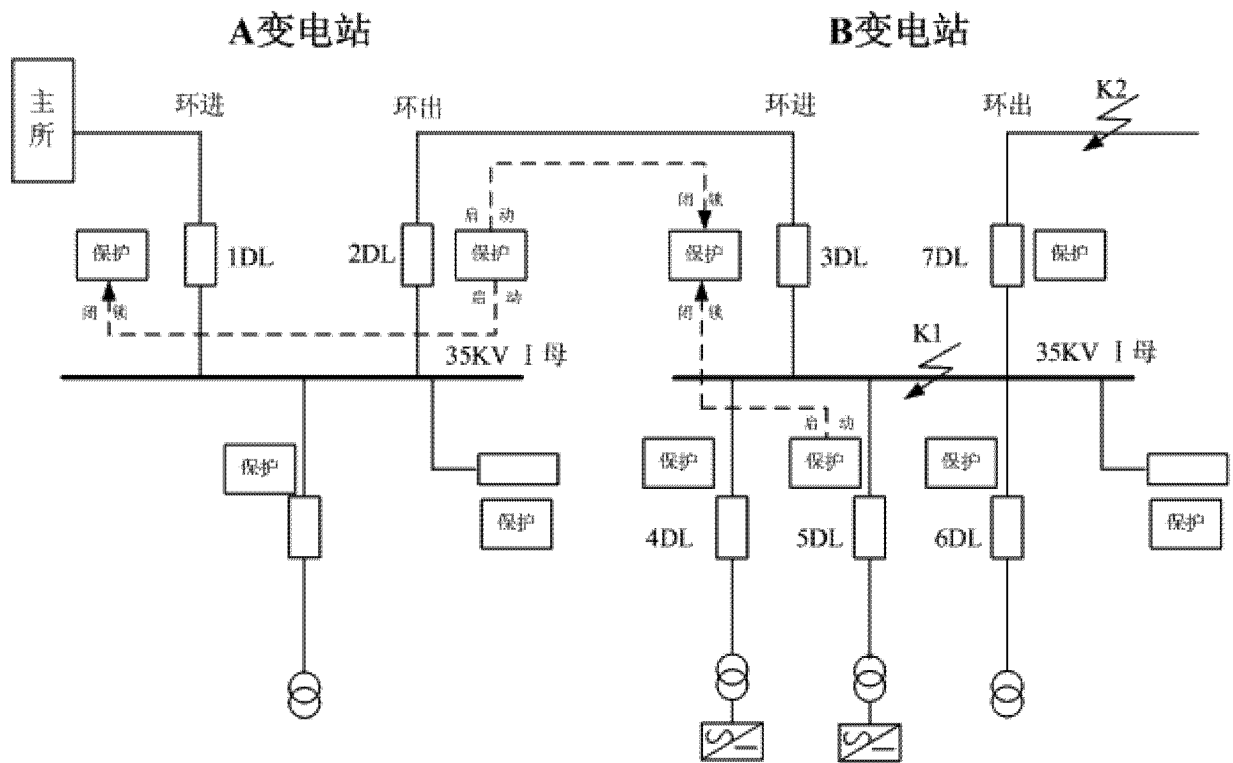 A变电站
B变电站
主所
环进
环出
环进
环出
K2
闭锁
启动
保护
1DL
2DL
保护
保护
3DL
7DL
保护
闭锁
启动
闭锁
K1
35KV I母
35KV I母
启动
保护
保护
保护
保护
保护
保护
4DL
5DL
6DL